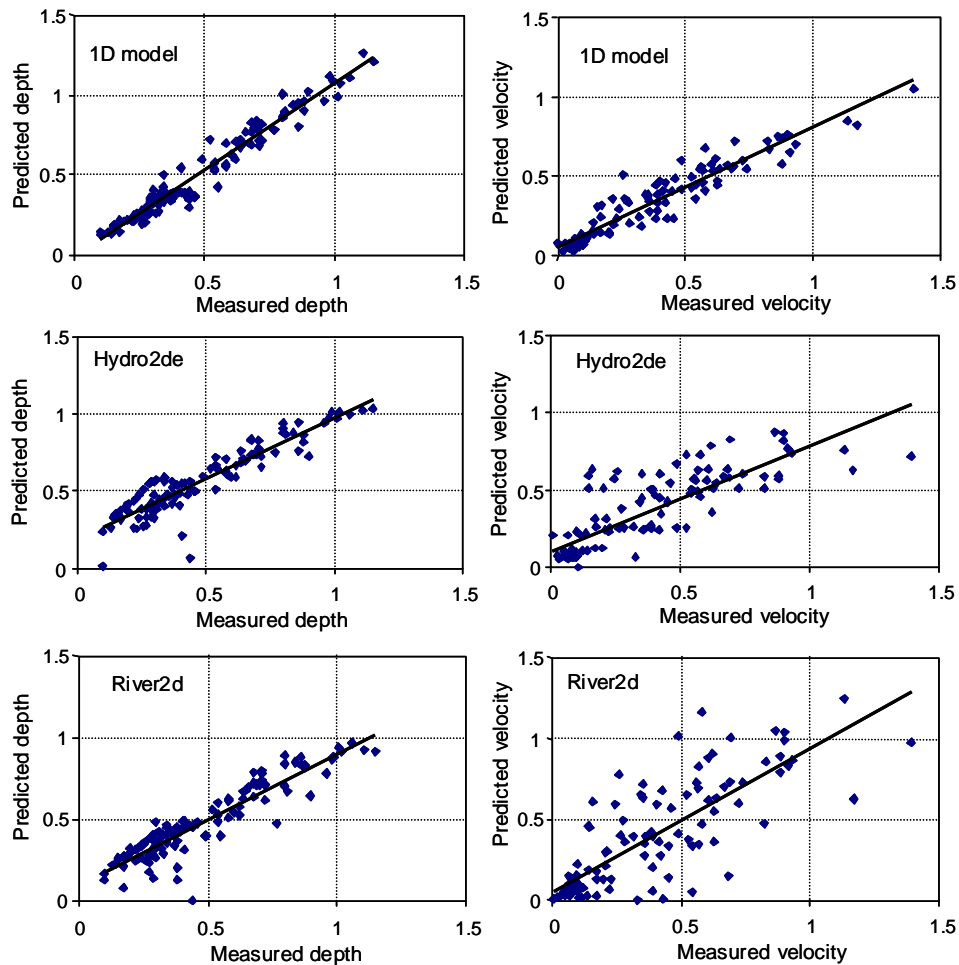 1.5
1D model
Predicted depth
1
0.5
0
0 0.5 1 1.5
Measured depth
1.5
1D model
Predicted velocity
1
0.5
0
0 0.5 1 1.5
Measured velocity
1.5
Hydro2de
Predicted depth
1
0.5
0
0 0.5 1 1.5
Measured depth
1.5
Hydro2de
Predicted velocity
1
0.5
0
0 0.5 1 1.5
Measured velocity
1.5
River2d
Predicted depth
1
0.5
0
0 0.5 1 1.5
Measured depth
1.5
River2d
Predicted velocity
1
0.5
0
0 0.5 1 1.5
Measured velocity